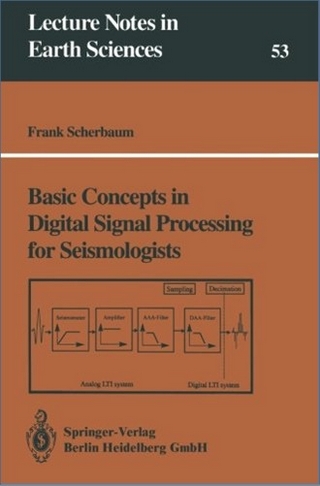 Lecture Notes in
Earth Sciences
53
Frank Scherbaum
Basic Concepts in
Digital Signal Processing
for Seismologists
Sampling Decimation
Seismometer Amplifier AAA-Filter DAA-Filter
Analog LTI system Digital LTI system
Springer-Verlag
Berlin Heidelberg GmbH